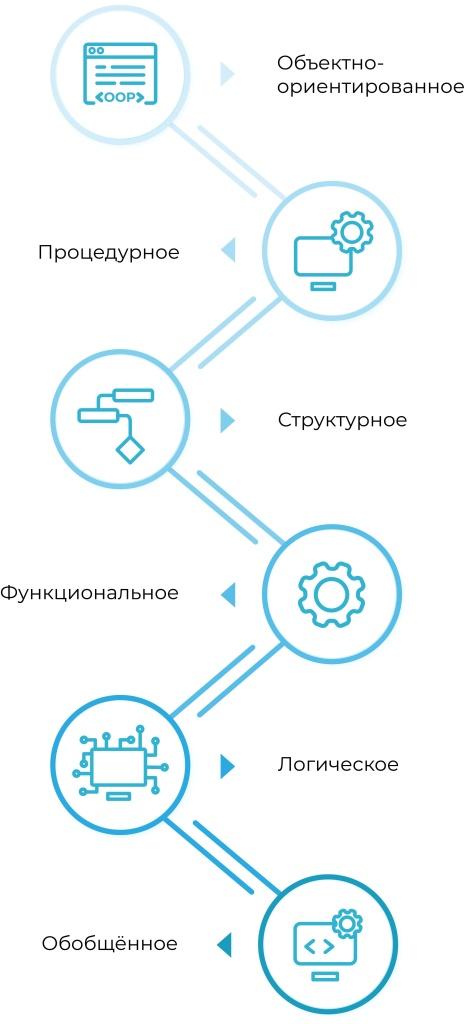 Объектно-
ориентированное
<OOP>
Процедурное
Структурное
Функциональное
Логическое
Обобщённое